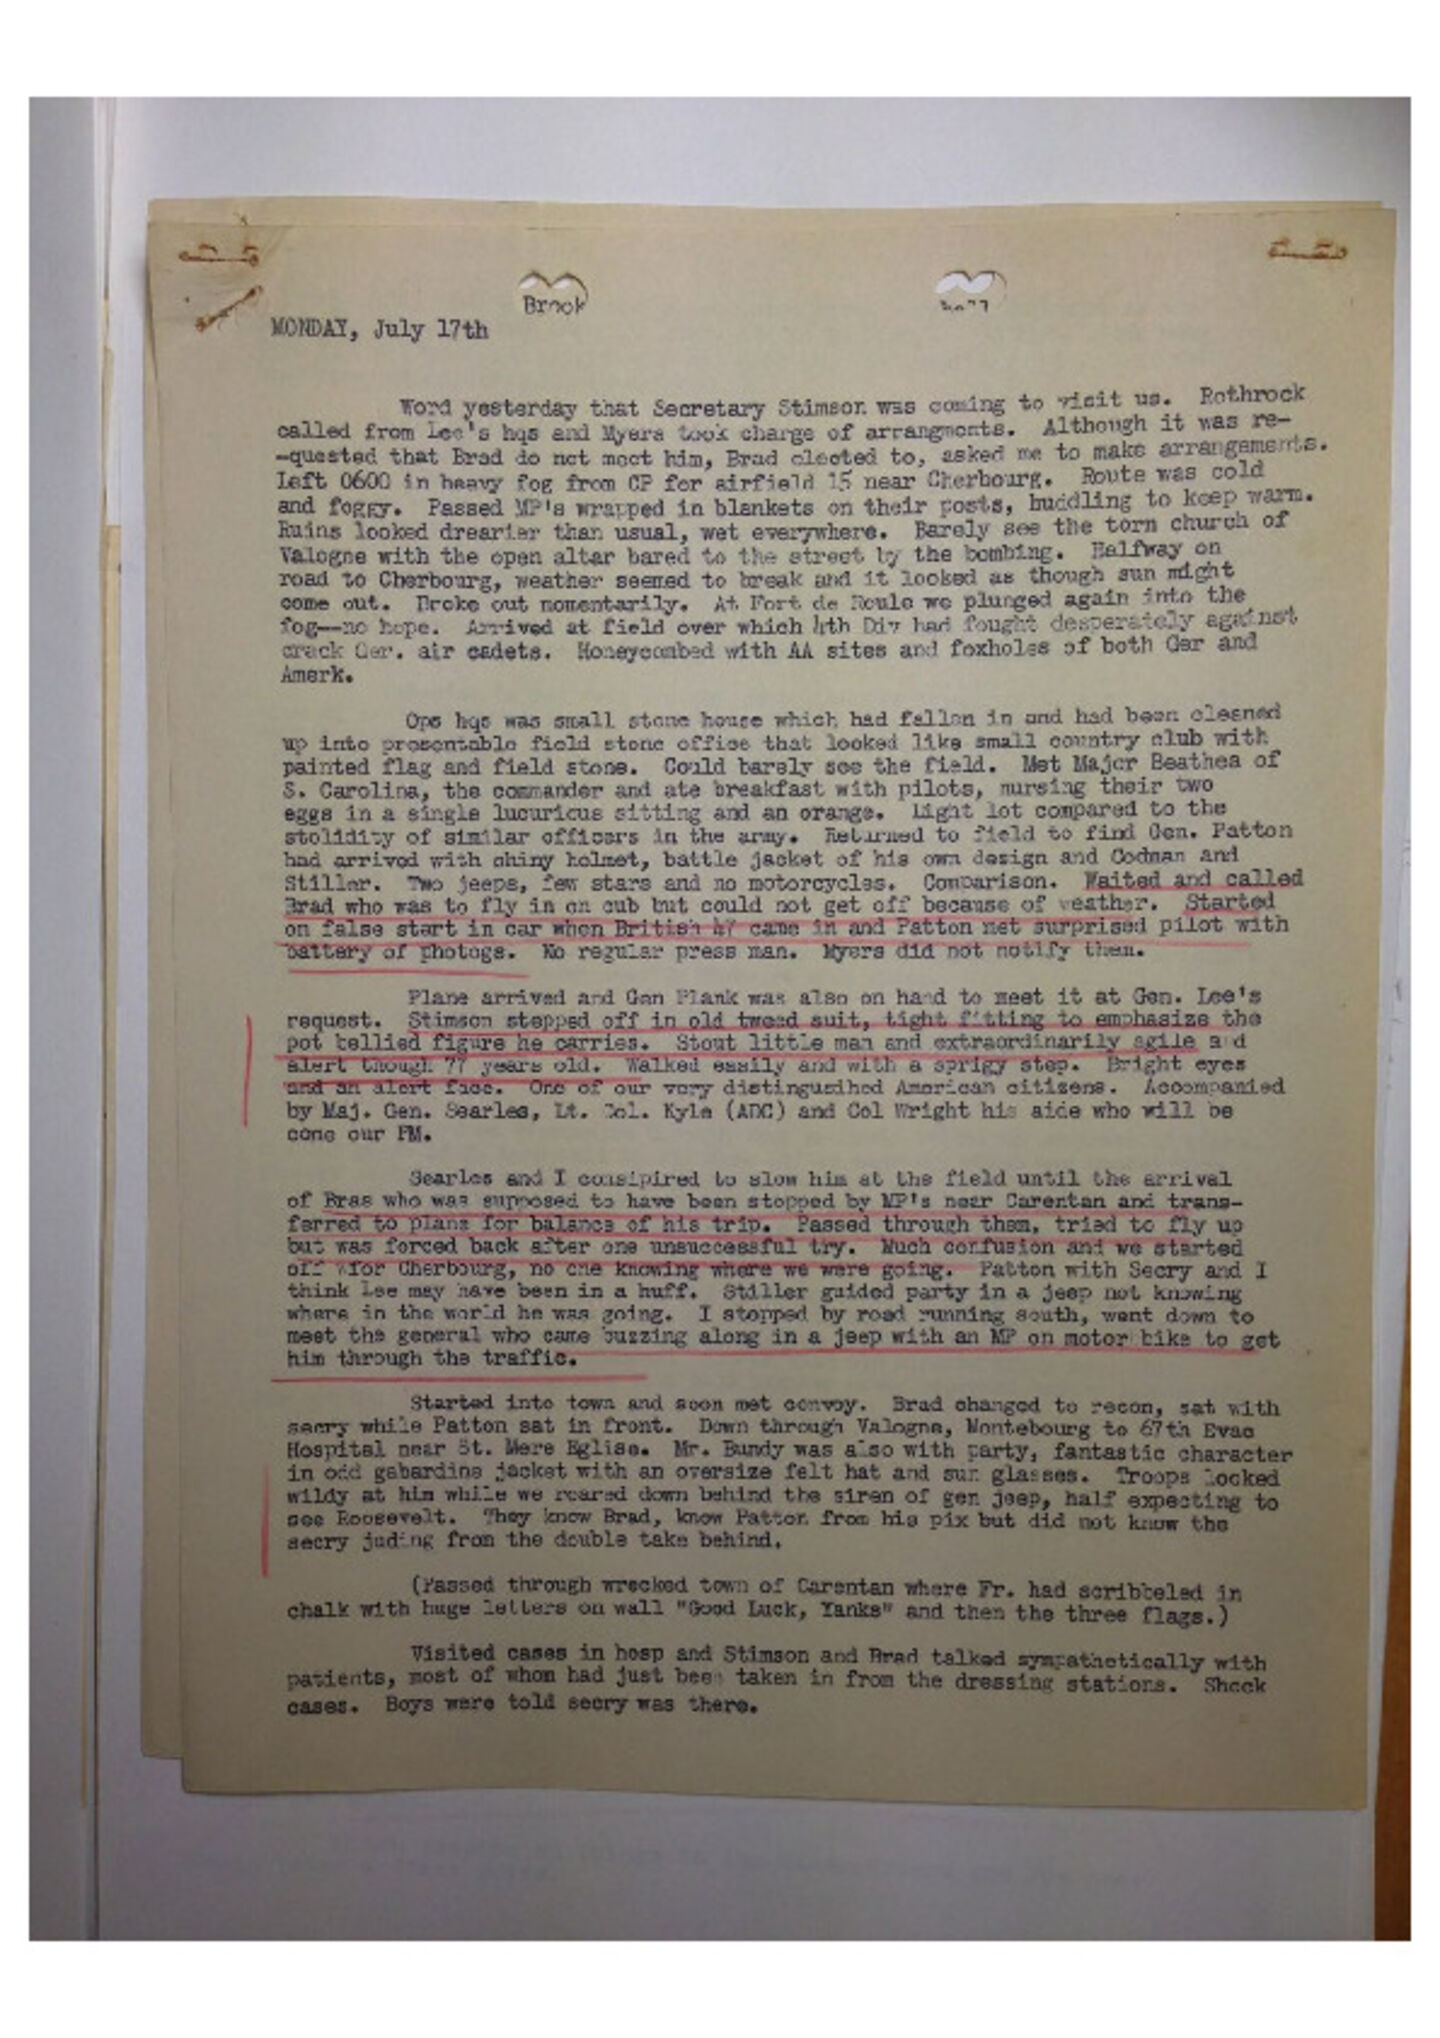 Brook
MONDAY, July 17th
Word yesterday that Secretary Stimson was coming to visit us. Rothrock
called from Lee's hqs and Myers took charge of arrangments. Although it was re-
-quested that Brad do not meet him, Brad elected to, asked me to make arrangements.
Left 0600 in heavy fog from CP for airfield 15 near Cherbourg. Route was cold
and foggy. Passed MP's wrapped in blankets on their posts, huddling to keep warm.
Ruins looked drearier than usual, wet everywhere. Barely see the torn church of
Valogne with the open altar bared to the street by the bombing. Halfway on
road to Cherbourg, weather seemed to break and it looked as though sun might
come out. Broke out momentarily. At Fort de Roule we plunged again into the
fog--no hope. Arrived at field over which 4th Div had fought desperately against
crack Ger. air cadets. Honeycombed with AA sites and foxholes of both Ger and
Amerk.
Ops hqs was small stone house which had fallen in and had been cleaned
up into presentable field stone office that looked like small country club with
painted flag and field stone. Could barely see the field. Met Major Beathea of
S. Carolina, the commander and ate breakfast with pilots, nursing their two
eggs in a single lucuricus sitting and an orange. Light lot compared to the
stolidity of similar officers in the army. Returned to field to find Gen. Patton
had arrived with shiny helmet, battle jacket of his own design and Codman and
Stiller. Two jeeps, few stars and no motorcycles. Comparison. Waited and called
Brad who was to fly in on cub but could not get off because of weather. Started
on false start in car when British 47 came in and Patton met surprised pilot with
battery of photogs. No regular press man. Myers did not notify them.
Plane arrived and Gen Plank was also on hand to meet it at Gen. Lee's
request. Stimson stepped off in old tweed suit, tight fitting to emphasize the
pot bellied figure he carries. Stout little man and extraordinarily agile and
alert though 77 years old. Walked easily and with a sprigy step. Bright eyes
and an alert face. One of our very distingusihed American citizens. Accompanied
by Maj. Gen. Searles, Lt. Col. Kyle (ADC) and Col Wright his aide who will be
come our PM.
Searles and I consipired to slow him at the field until the arrival
of Bras who was supposed to have been stopped by MP's near Carentan and trans-
ferred to plane for balance of his trip. Passed through them, tried to fly up
but was forced back after one unsuccessful try. Much confusion and we started
off for Cherbourg, no one knowing where we were going. Patton with Secry and I
think Lee may have been in a huff. Stiller guided party in a jeep not knowing
where in the world he was going. I stopped by road running south, went down to
meet the general who came buzzing along in a jeep with an MP on motor bike to get
him through the traffic.
Started into town and soon met convoy. Brad changed to recon, sat with
secry while Patton sat in front. Down through Valogne, Montebourg to 67th Evac
Hospital near St. Mere Eglise. Mr. Bundy was also with party, fantastic character
in odd gabardine jacket with an oversize felt hat and sun glasses. Troops looked
wildy at him while we roared down behind the siren of gen jeep, half expecting to
see Roosevelt. They know Brad, know Patton from his pix but did not know the
secry juding from the double take behind.
(Passed through wrecked town of Carentan where Fr. had scribbeled in
chalk with huge letters on wall "Good Luck, Yanks" and then the three flags.)
Visited cases in hosp and Stimson and Brad talked sympathetically with
patients, most of whom had just been taken in from the dressing stations. Shock
cases. Boys were told secry was there.